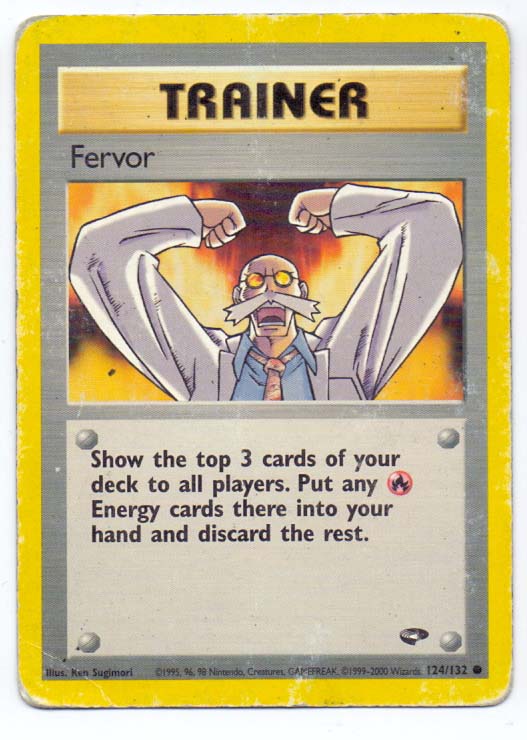 TRAINER
Fervor
Show the top 3 cards of your
deck to all players. Put any
Energy cards there into your
hand and discard the rest.
Illus. Ken Sugimori ©1995, 96, 98 Nintendo, Creatures, GAMEFREAK. ©1999-2000 Wizards. 124/132